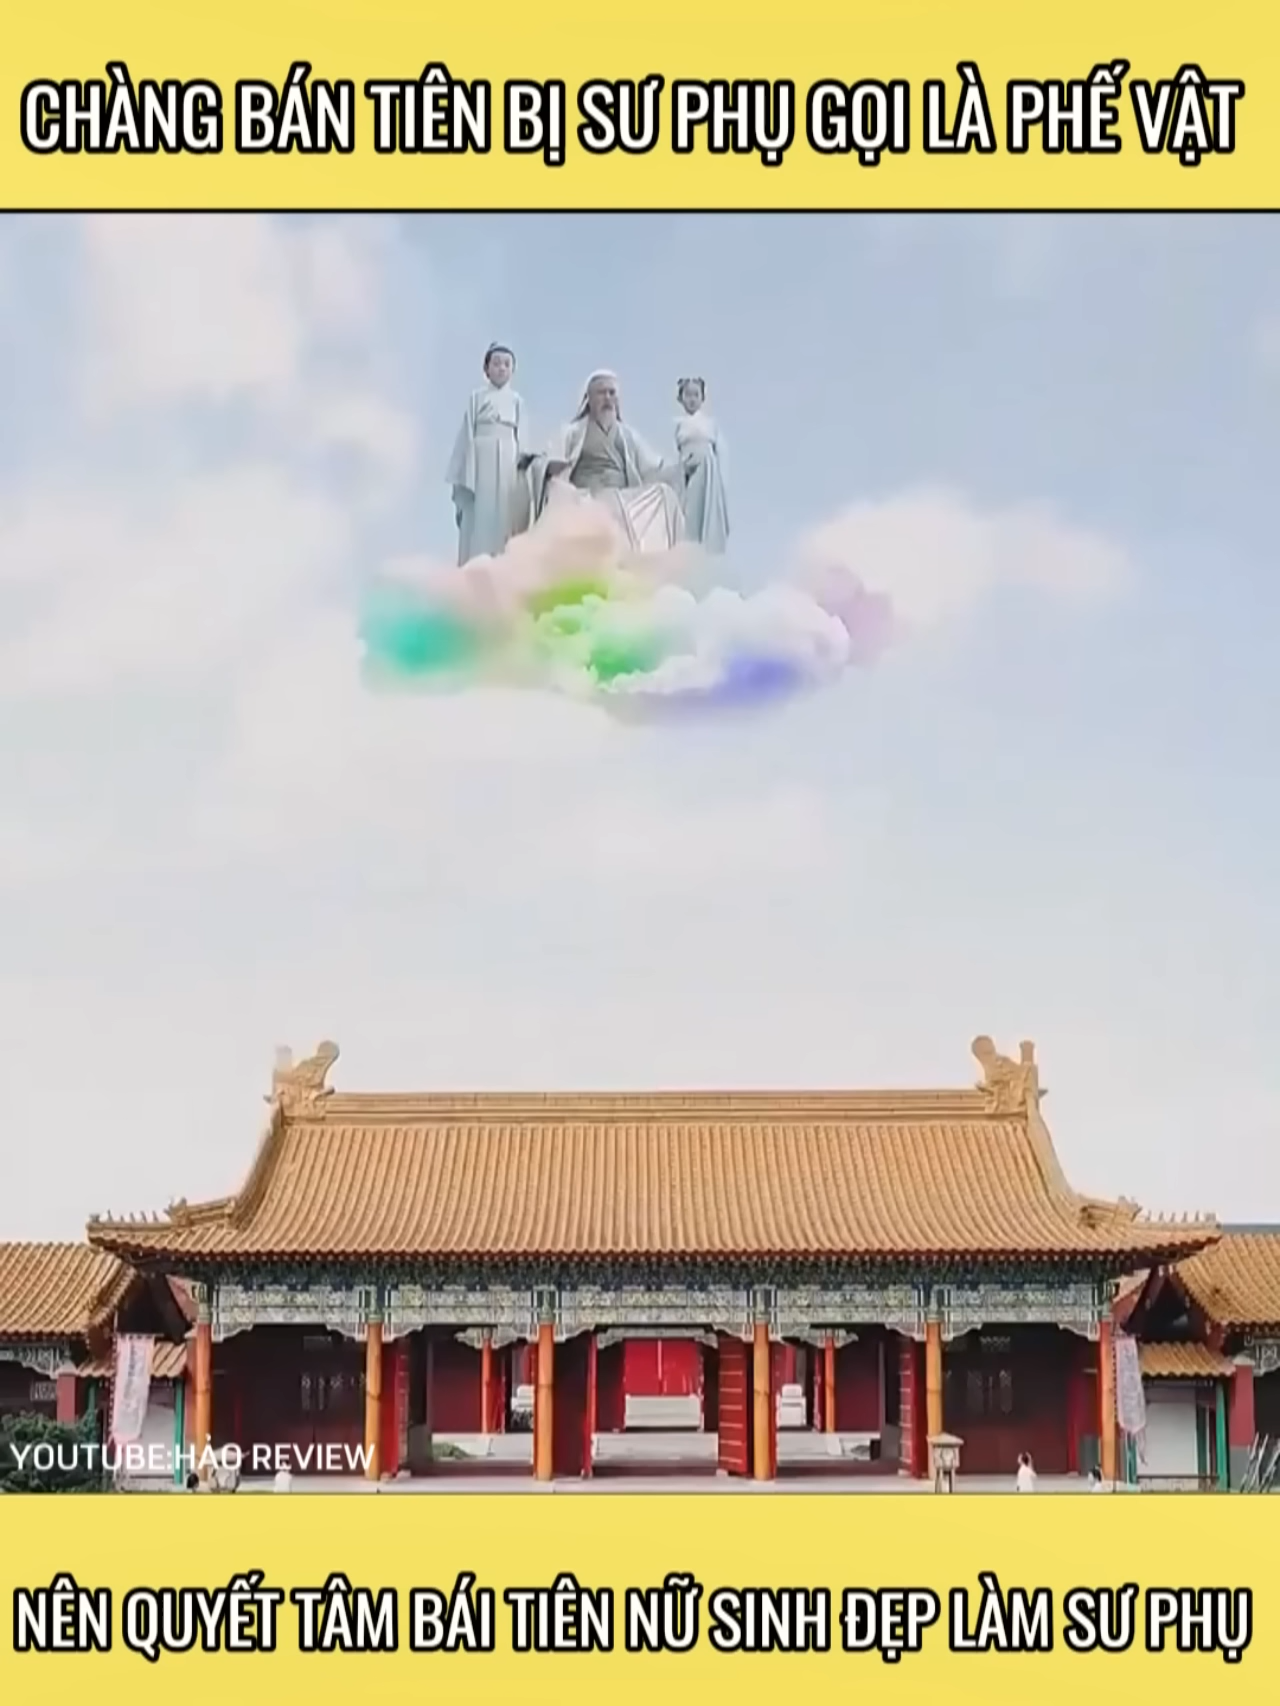 CHÀNG BÁN TIÊN BỊ SƯ PHỤ GỌI LÀ PHẾ VẬT
YOUTUBE:HẢO REVIEW
NÊN QUYẾT TÂM BÁI TIÊN NỮ SINH ĐẸP LÀM SƯ PHỤ